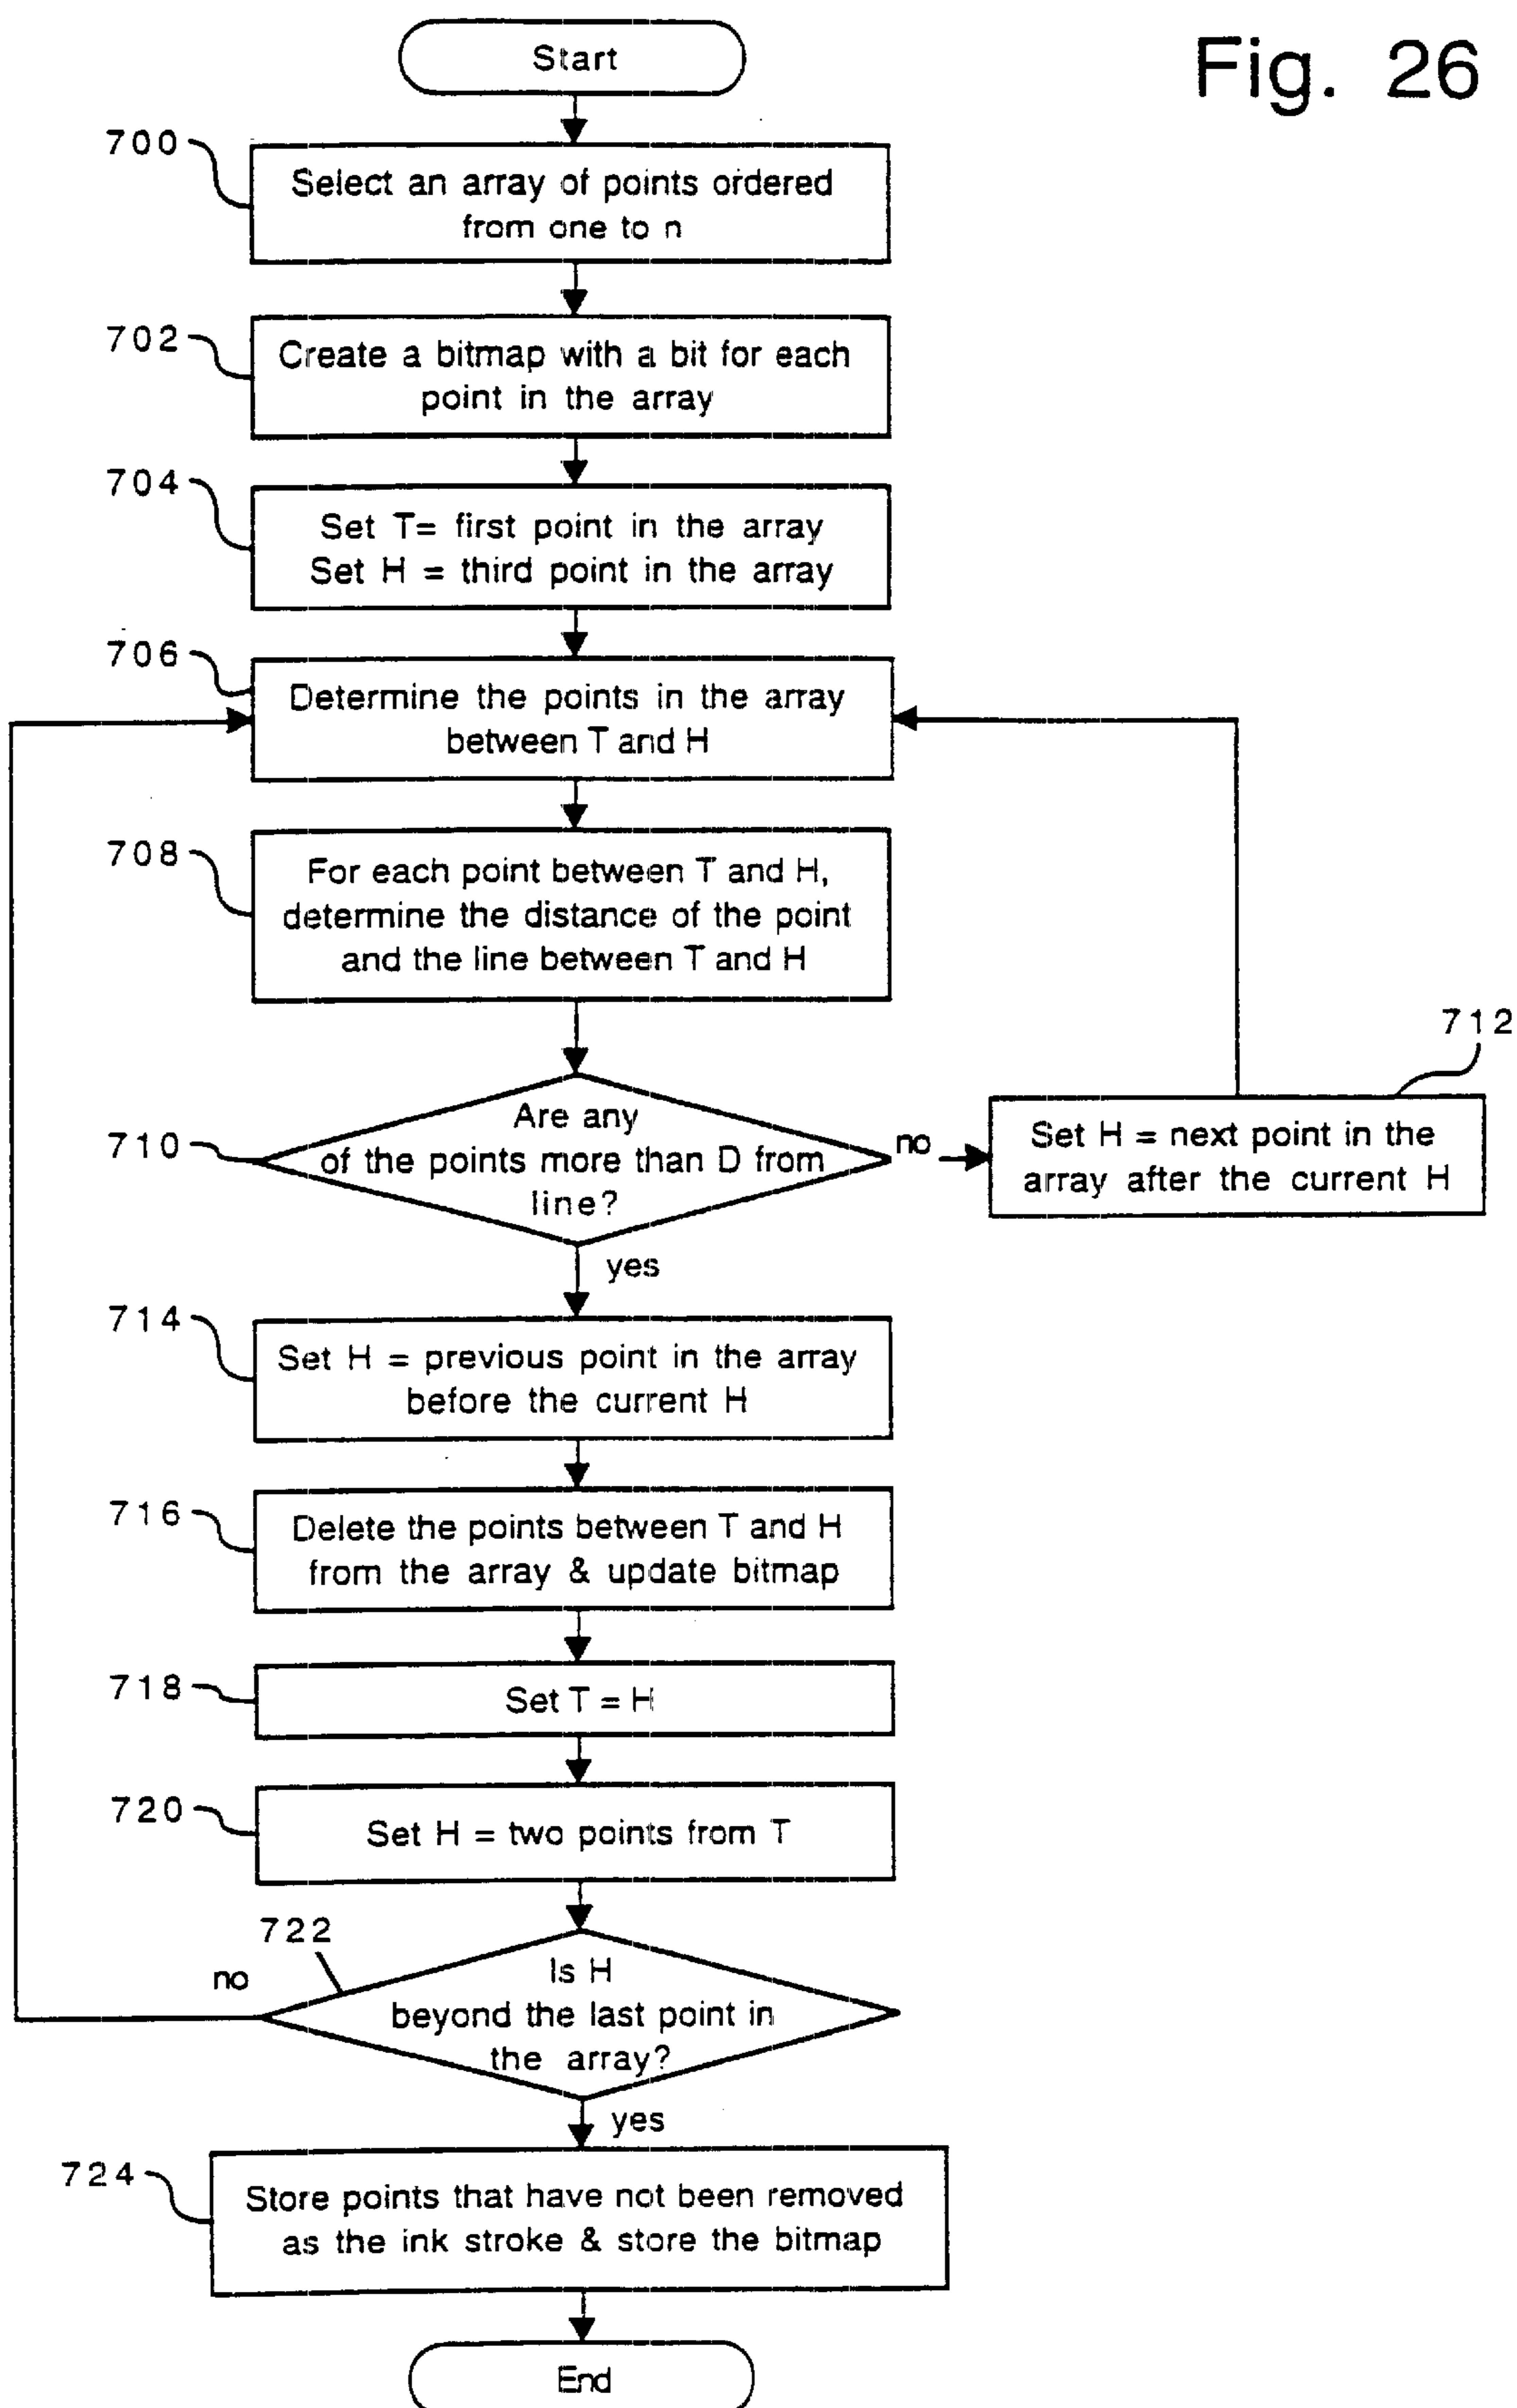 Fig. 26
Start
700
Select an array of points ordered
from one to n
702
Create a bitmap with a bit for each
point in the array
704
Set T= first point in the array
Set H = third point in the array
706
Determine the points in the array
between T and H
708
For each point between T and H,
determine the distance of the point
and the line between T and H
710
Are any
of the points more than D from
line?
no
712
Set H = next point in the
array after the current H
yes
714
Set H = previous point in the array
before the current H
716
Delete the points between T and H
from the array & update bitmap
718
Set T = H
720
Set H = two points from T
722
no
Is H
beyond the last point in
the array?
yes
724
Store points that have not been removed
as the ink stroke & store the bitmap
End